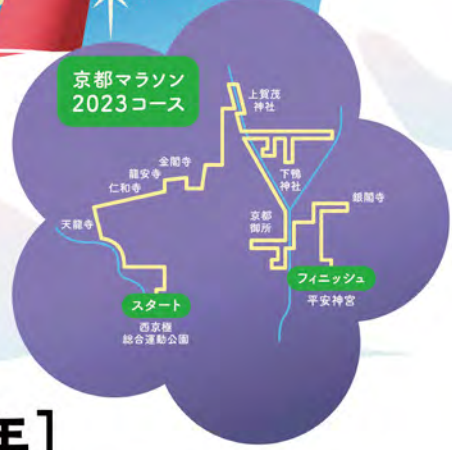 京都マラソン
2023コース
上賀茂
神社
金閣寺
龍安寺
仁和寺
下鴨
神社
天龍寺
京都
御所
銀閣寺
スタート
西京極
総合運動公園
フィニッシュ
平安神宮
年]